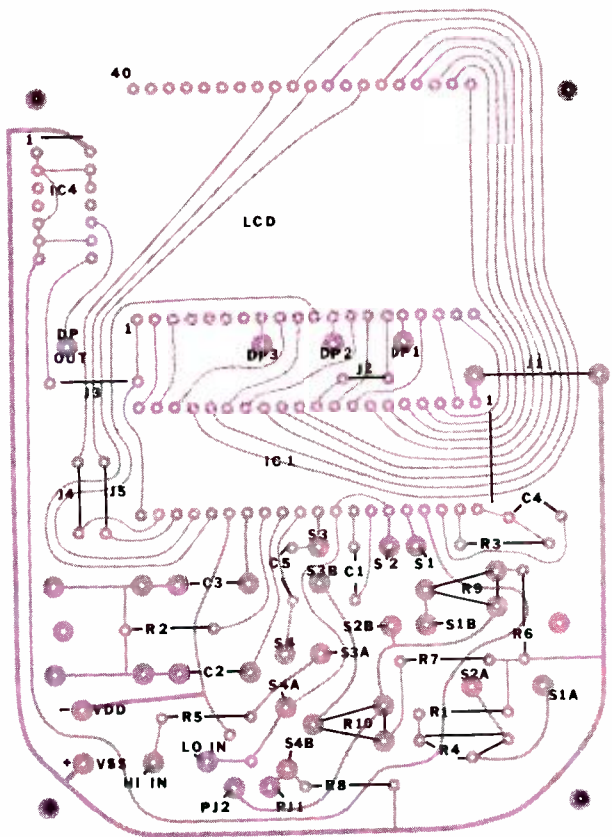 40
1
IC4
LCD
1
DP
OUT
DP3
DP2
DP1
J2
J1
J3
1
IC1
J4
J5
C4
S3
S2
S1
R3
C5
S3B
C1
C3
R9
R2
S2B
S1B
R6
S4
S3A
C2
R7
S4A
S2A
S1A
– VDD
R5
R10
R1
LO IN
S4B
R4
+ VSS
HI IN
PJ2
PJ1
R8